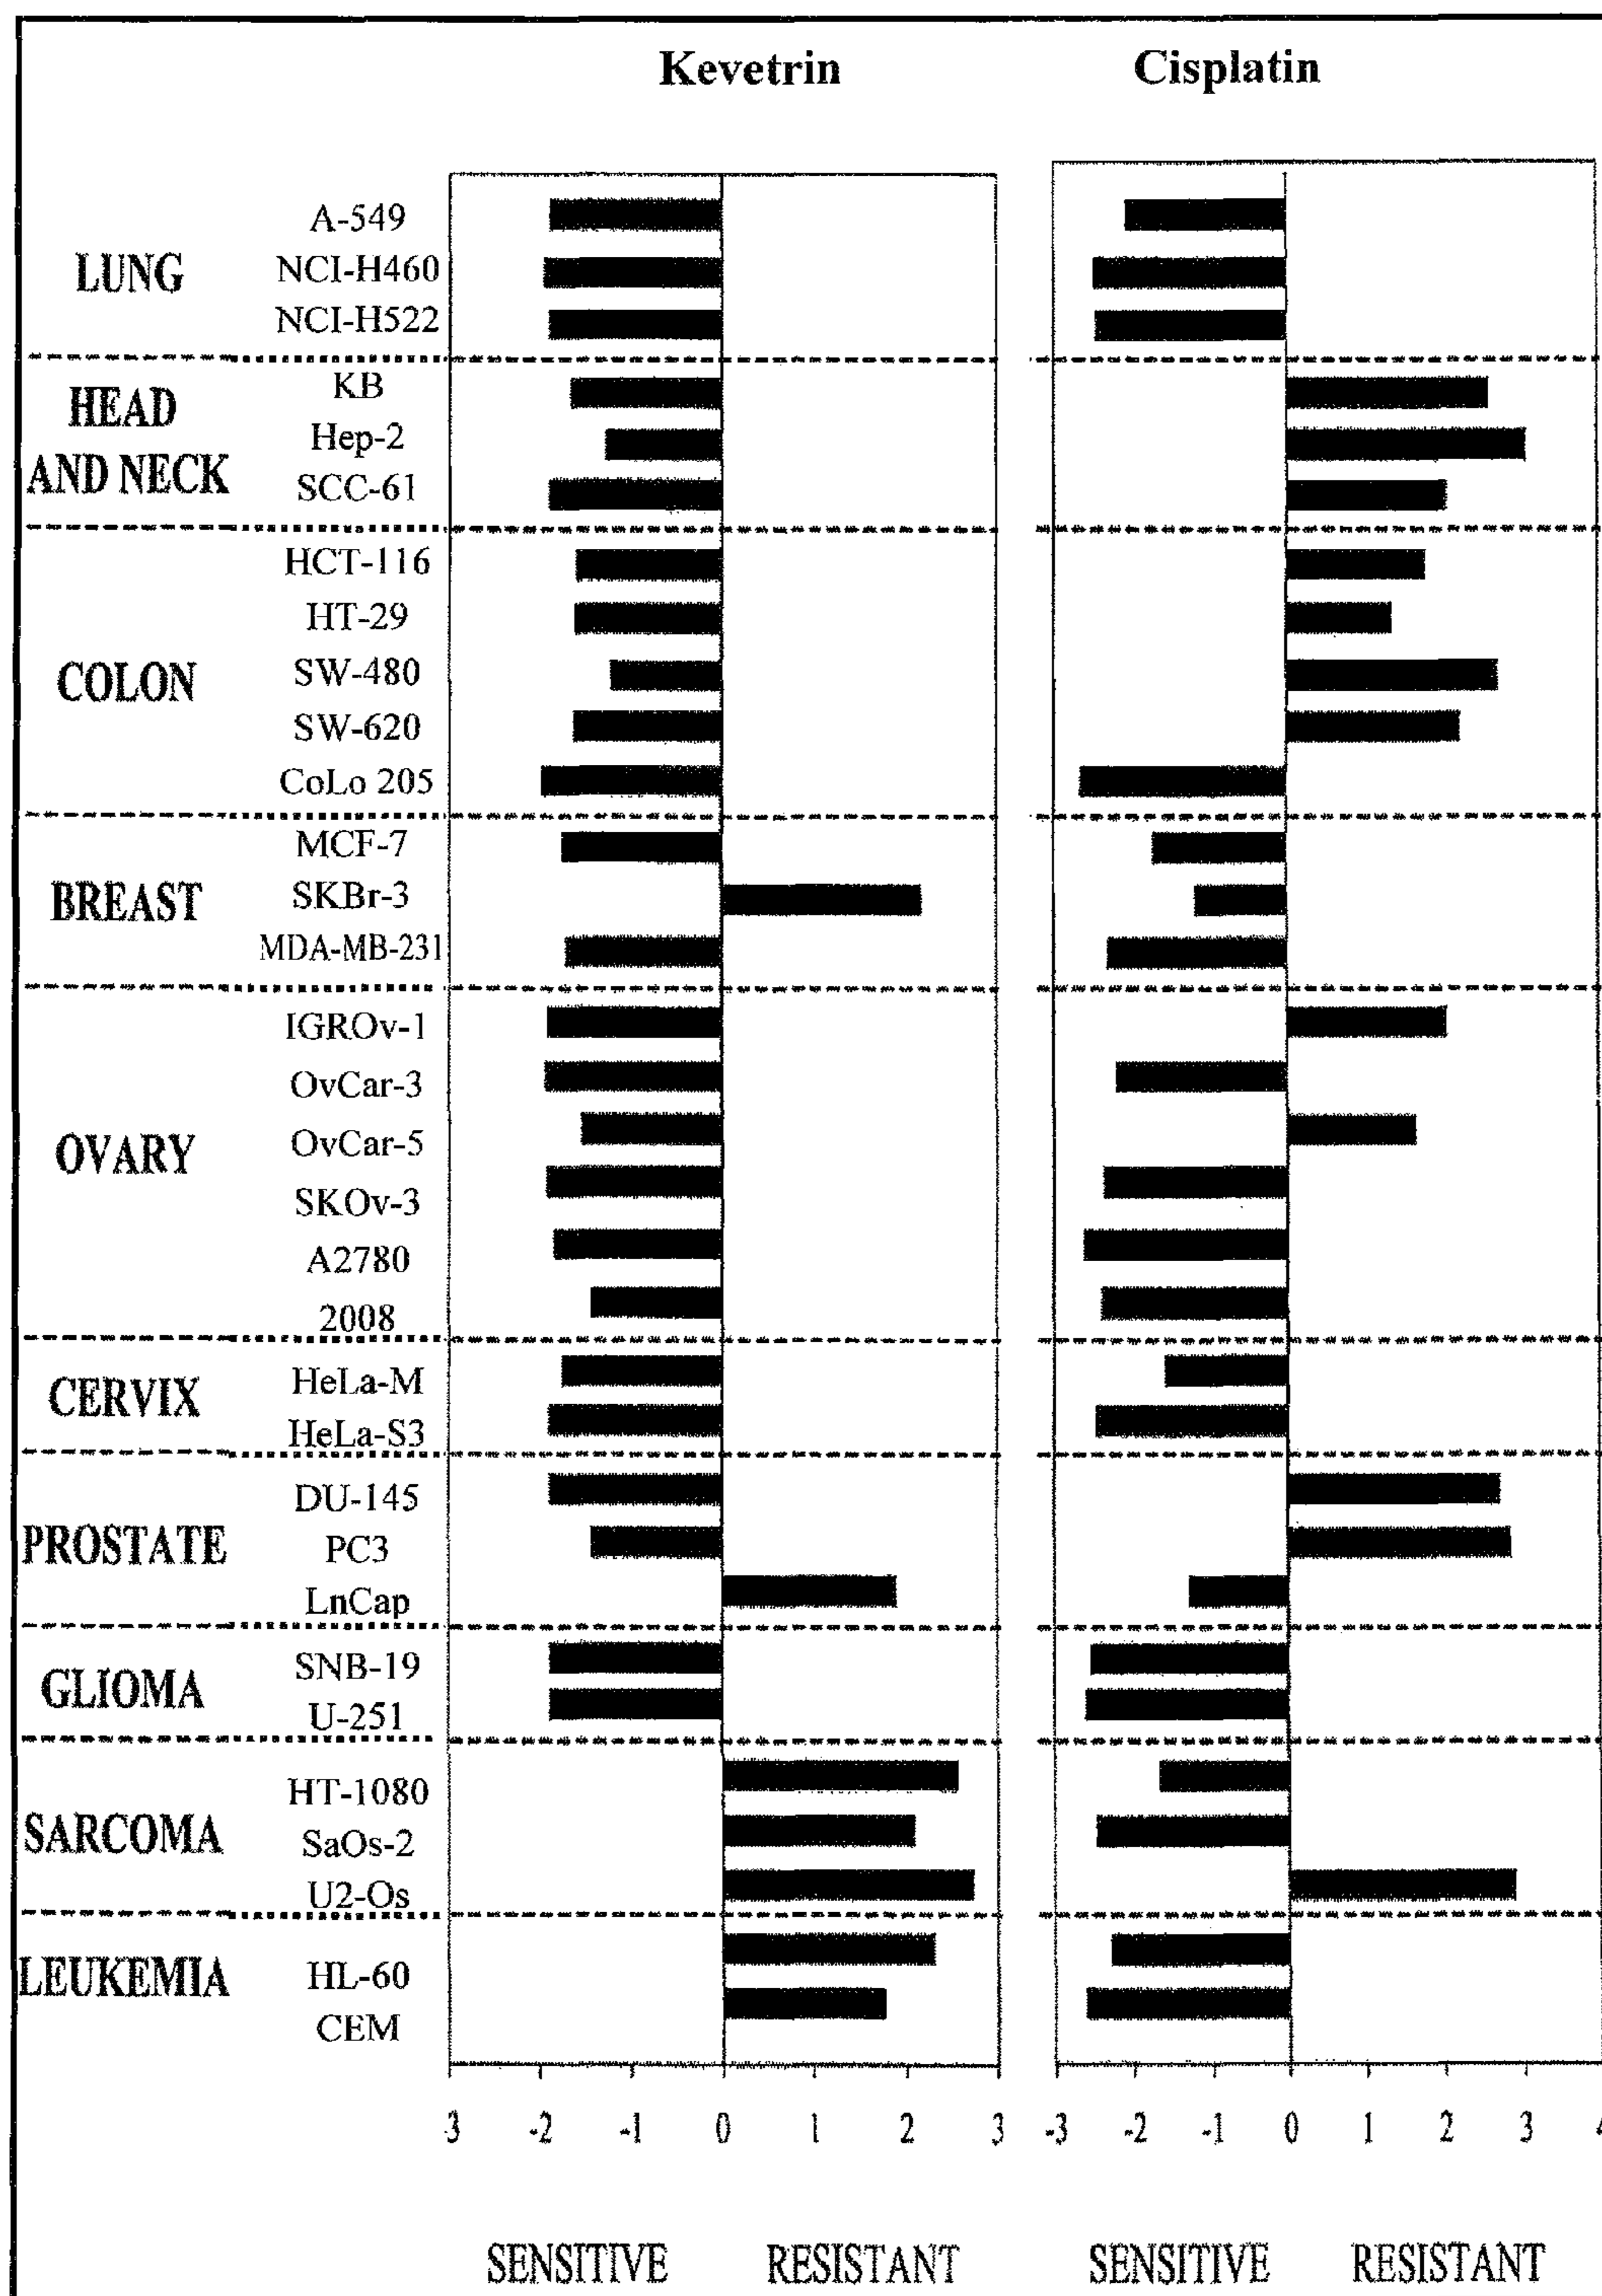 Kevetrin Cisplatin
A-549
LUNG NCI-H460
NCI-H522
KB
HEAD
Hep-2
AND NECK SCC-61
HCT-116
HT-29
COLON SW-480
SW-620
CoLo 205
MCF-7
BREAST SKBr-3
MDA-MB-231
IGROv-1
OvCar-3
OVARY OvCar-5
SKOv-3
A2780
2008
CERVIX HeLa-M
HeLa-S3
DU-145
PROSTATE PC3
LnCap
SNB-19
GLIOMA U-251
HT-1080
SARCOMA SaOs-2
U2-Os
LEUKEMIA HL-60
CEM
-3 -2 -1 0 1 2 3 -3 -2 -1 0 1 2 3 4
SENSITIVE RESISTANT SENSITIVE RESISTANT